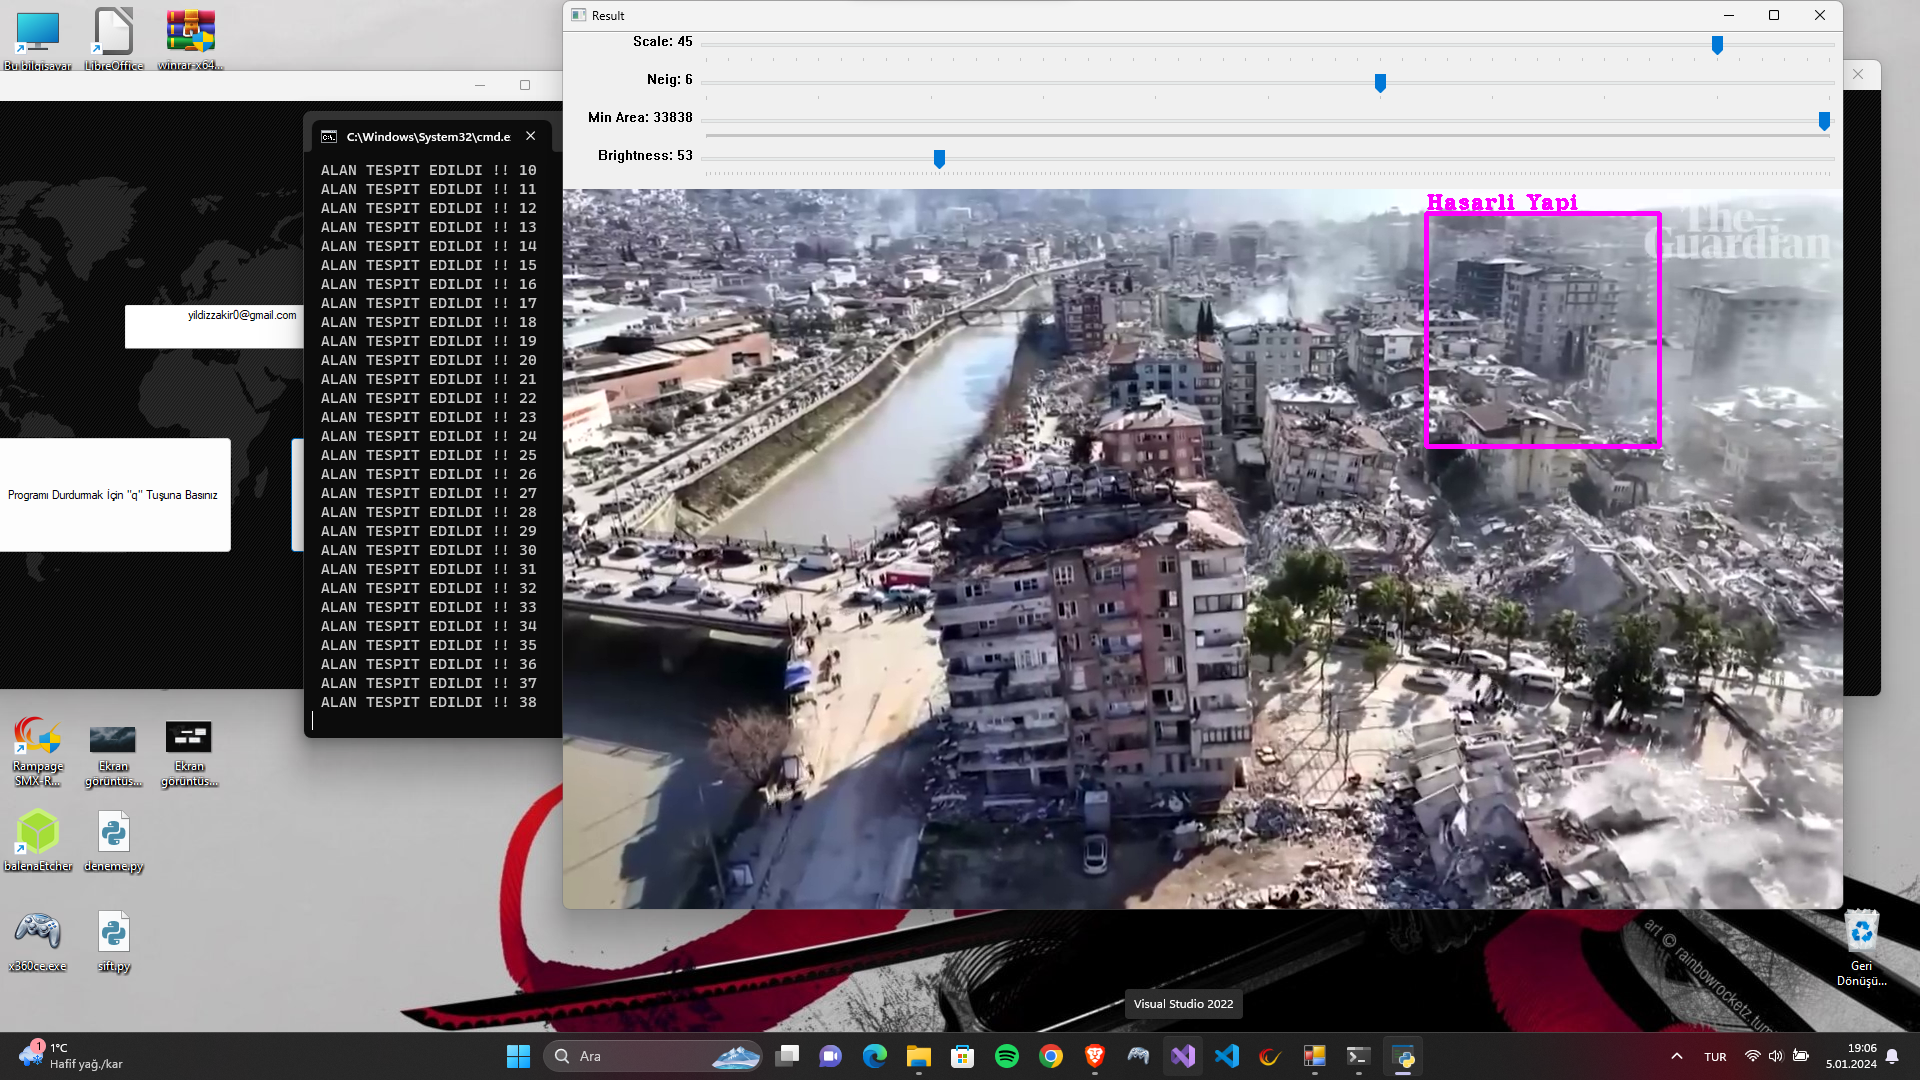 Bu bilgisayar
LibreOffice
winrar-x64...
yildizzakir0@gmail.com
Programı Durdurmak İçin "q" Tuşuna Basınız
C:\Windows\System32\cmd.e
ALAN TESPIT EDILDI !! 10
ALAN TESPIT EDILDI !! 11
ALAN TESPIT EDILDI !! 12
ALAN TESPIT EDILDI !! 13
ALAN TESPIT EDILDI !! 14
ALAN TESPIT EDILDI !! 15
ALAN TESPIT EDILDI !! 16
ALAN TESPIT EDILDI !! 17
ALAN TESPIT EDILDI !! 18
ALAN TESPIT EDILDI !! 19
ALAN TESPIT EDILDI !! 20
ALAN TESPIT EDILDI !! 21
ALAN TESPIT EDILDI !! 22
ALAN TESPIT EDILDI !! 23
ALAN TESPIT EDILDI !! 24
ALAN TESPIT EDILDI !! 25
ALAN TESPIT EDILDI !! 26
ALAN TESPIT EDILDI !! 27
ALAN TESPIT EDILDI !! 28
ALAN TESPIT EDILDI !! 29
ALAN TESPIT EDILDI !! 30
ALAN TESPIT EDILDI !! 31
ALAN TESPIT EDILDI !! 32
ALAN TESPIT EDILDI !! 33
ALAN TESPIT EDILDI !! 34
ALAN TESPIT EDILDI !! 35
ALAN TESPIT EDILDI !! 36
ALAN TESPIT EDILDI !! 37
ALAN TESPIT EDILDI !! 38
Result
Scale: 45
Neig: 6
Min Area: 33838
Brightness: 53
Hasarli Yapi
The
Guardian
Rampage
SMX-R...
Ekran
görüntüs...
Ekran
görüntüs...
balenaEtcher
deneme.py
x360ce.exe
sift.py
Geri
Dönüşü...
art © rainbowrocketz.tum
Visual Studio 2022
1
1°C
Hafif yağ./kar
Ara
TUR
19:06
5.01.2024